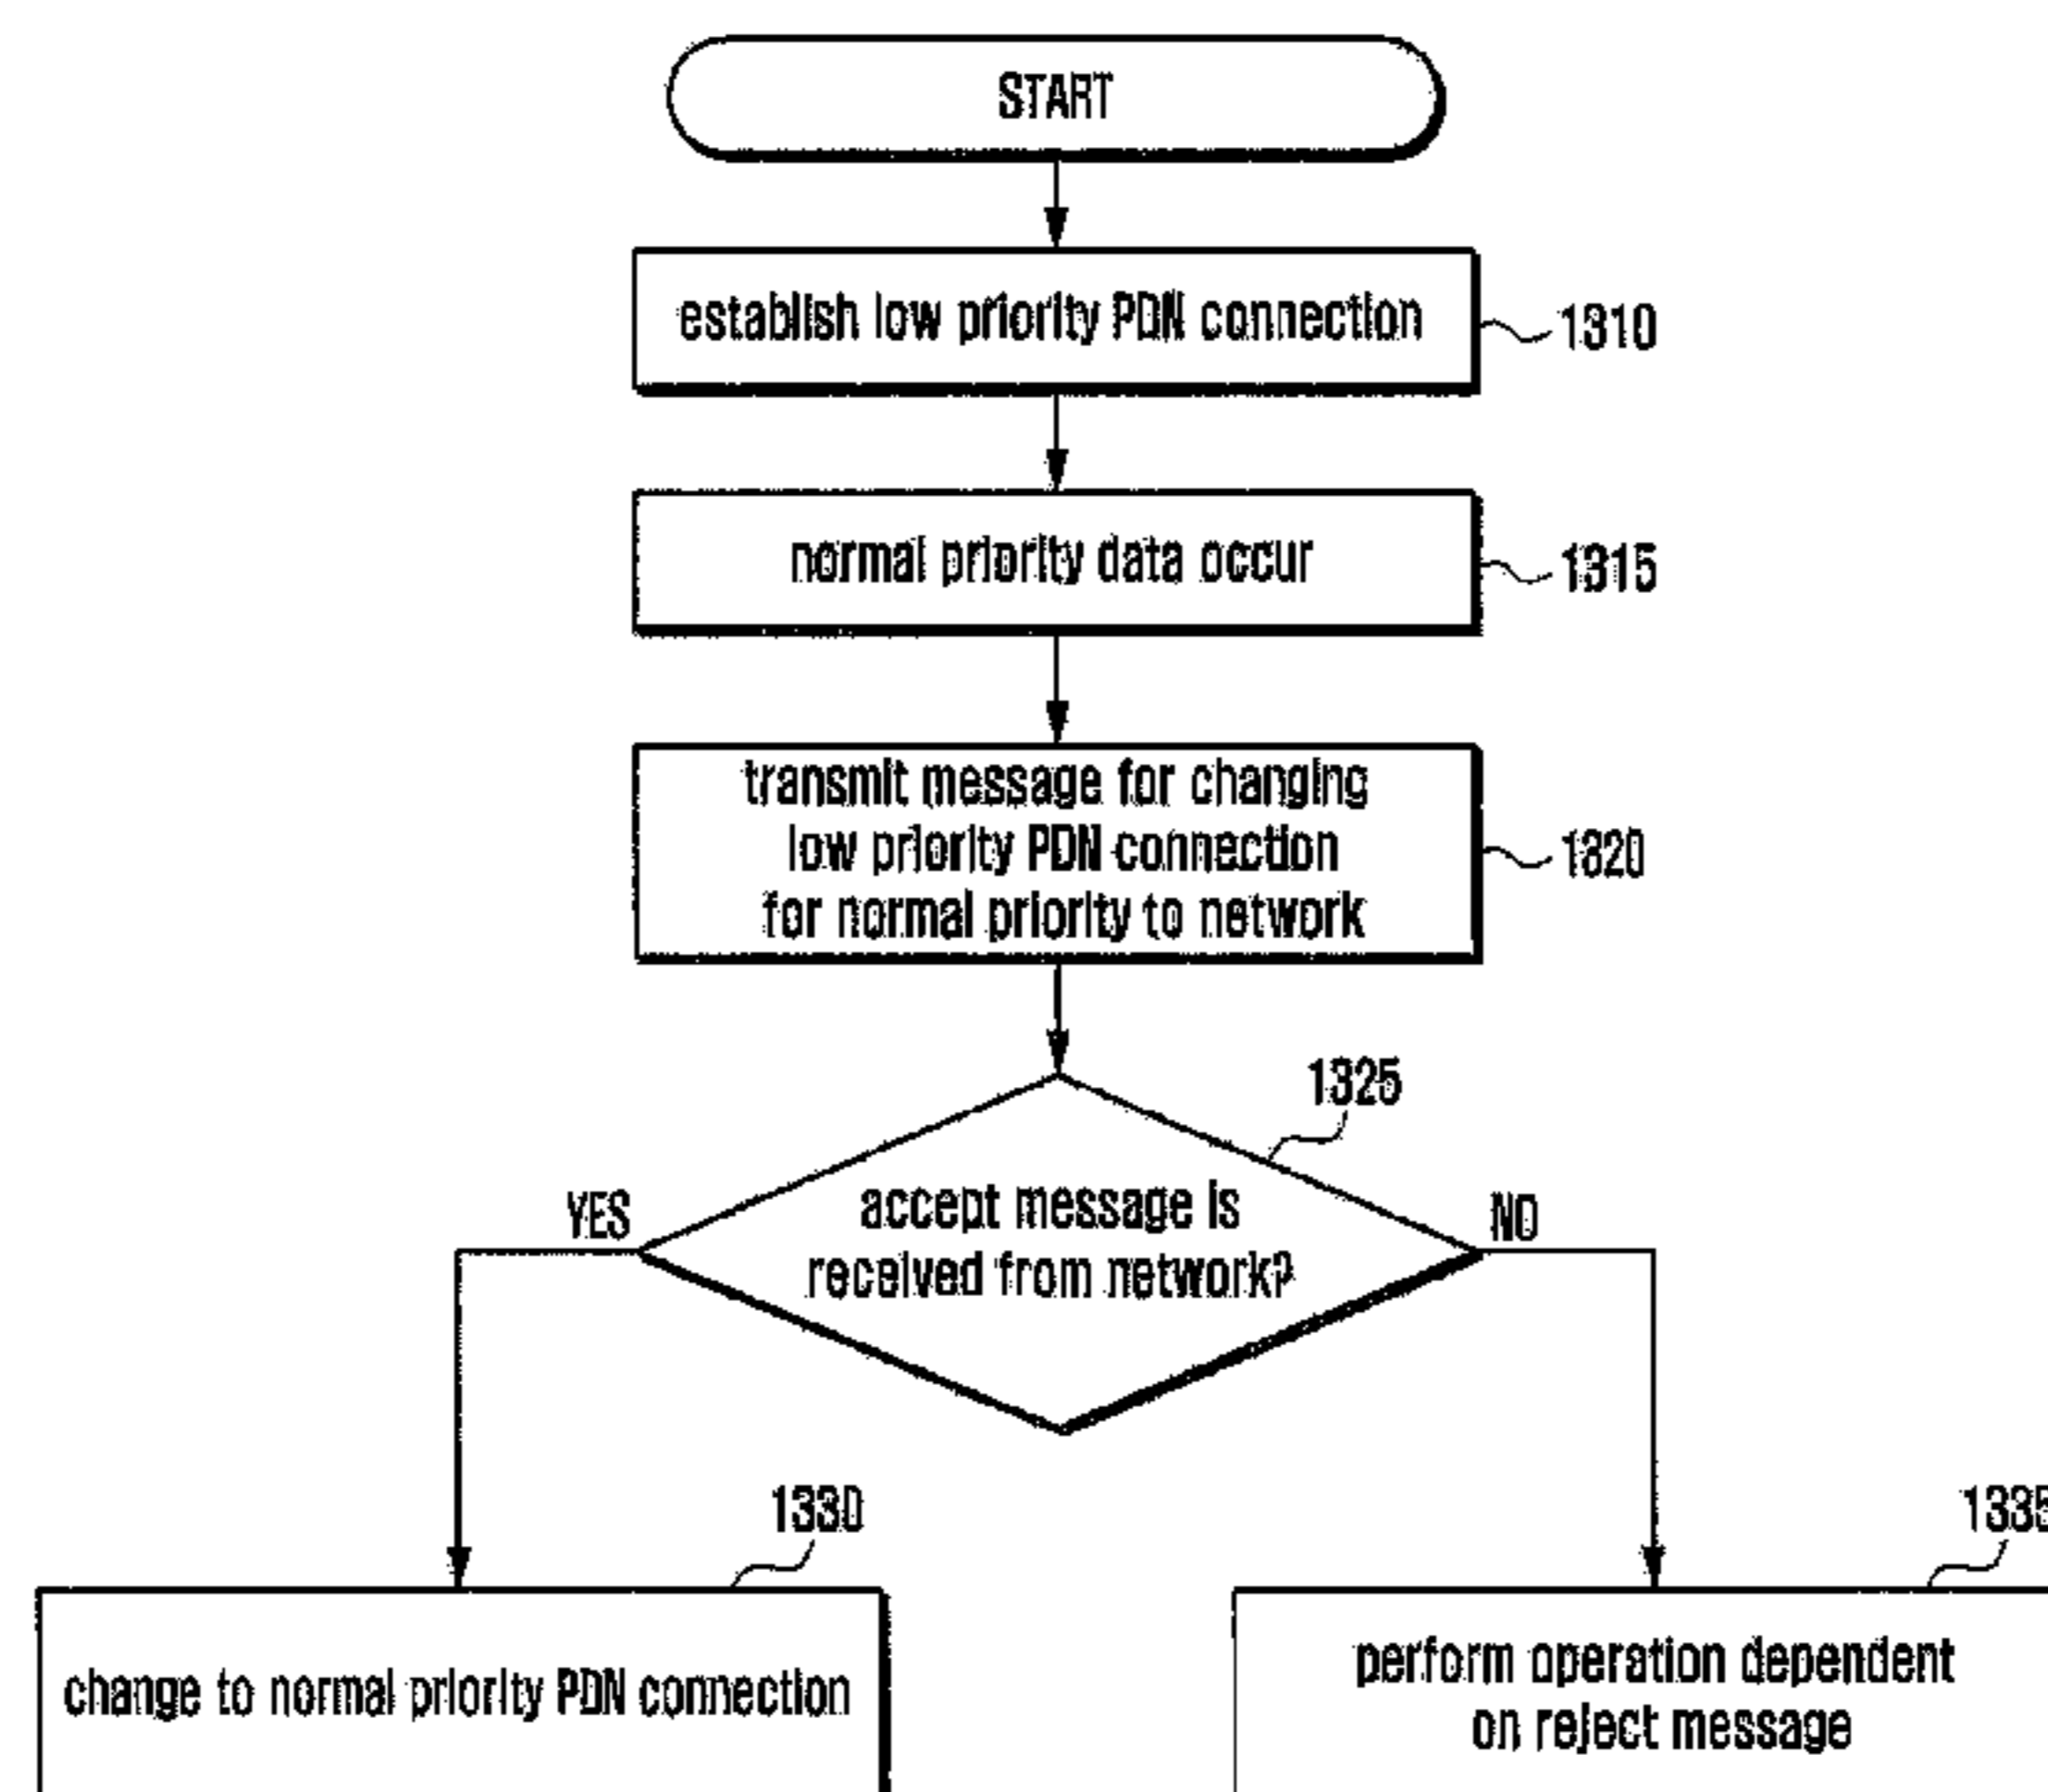 START
establish low priority PDN connection
1310
normal priority data occur
1315
transmit message for changing
low priority PDN connection
for normal priority to network
1320
1325
accept message is
received from network?
YES
NO
1330
1335
change to normal priority PDN connection
perform operation dependent
on reject message